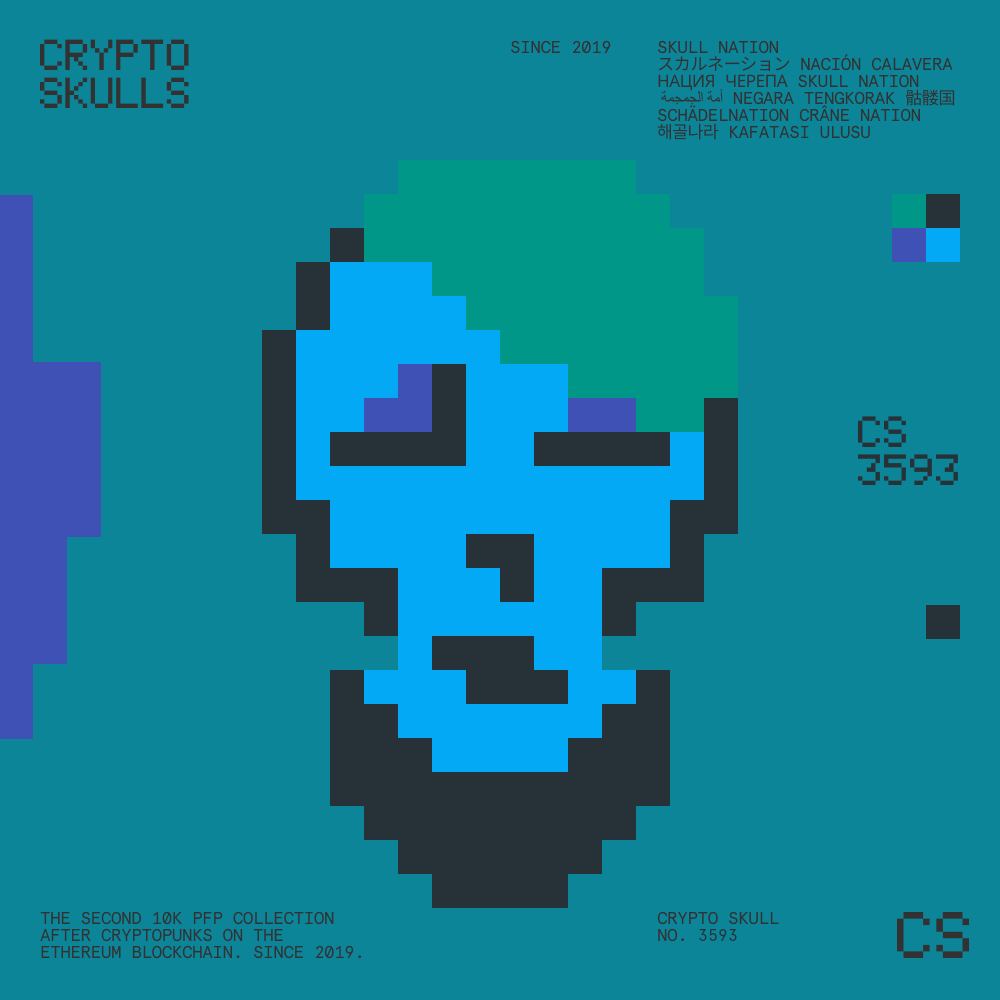 CRYPTO
SKULLS
SINCE 2019
SKULL NATION
スカルネーション NACIÓN CALAVERA
НАЦИЯ ЧЕРЕПА SKULL NATION
أمة الجمجمة NEGARA TENGKORAK 骷髅国
SCHÄDELNATION CRÂNE NATION
해골나라 KAFATASI ULUSU
CS
3593
THE SECOND 10K PFP COLLECTION
AFTER CRYPTOPUNKS ON THE
ETHEREUM BLOCKCHAIN. SINCE 2019.
CRYPTO SKULL
NO. 3593
CS